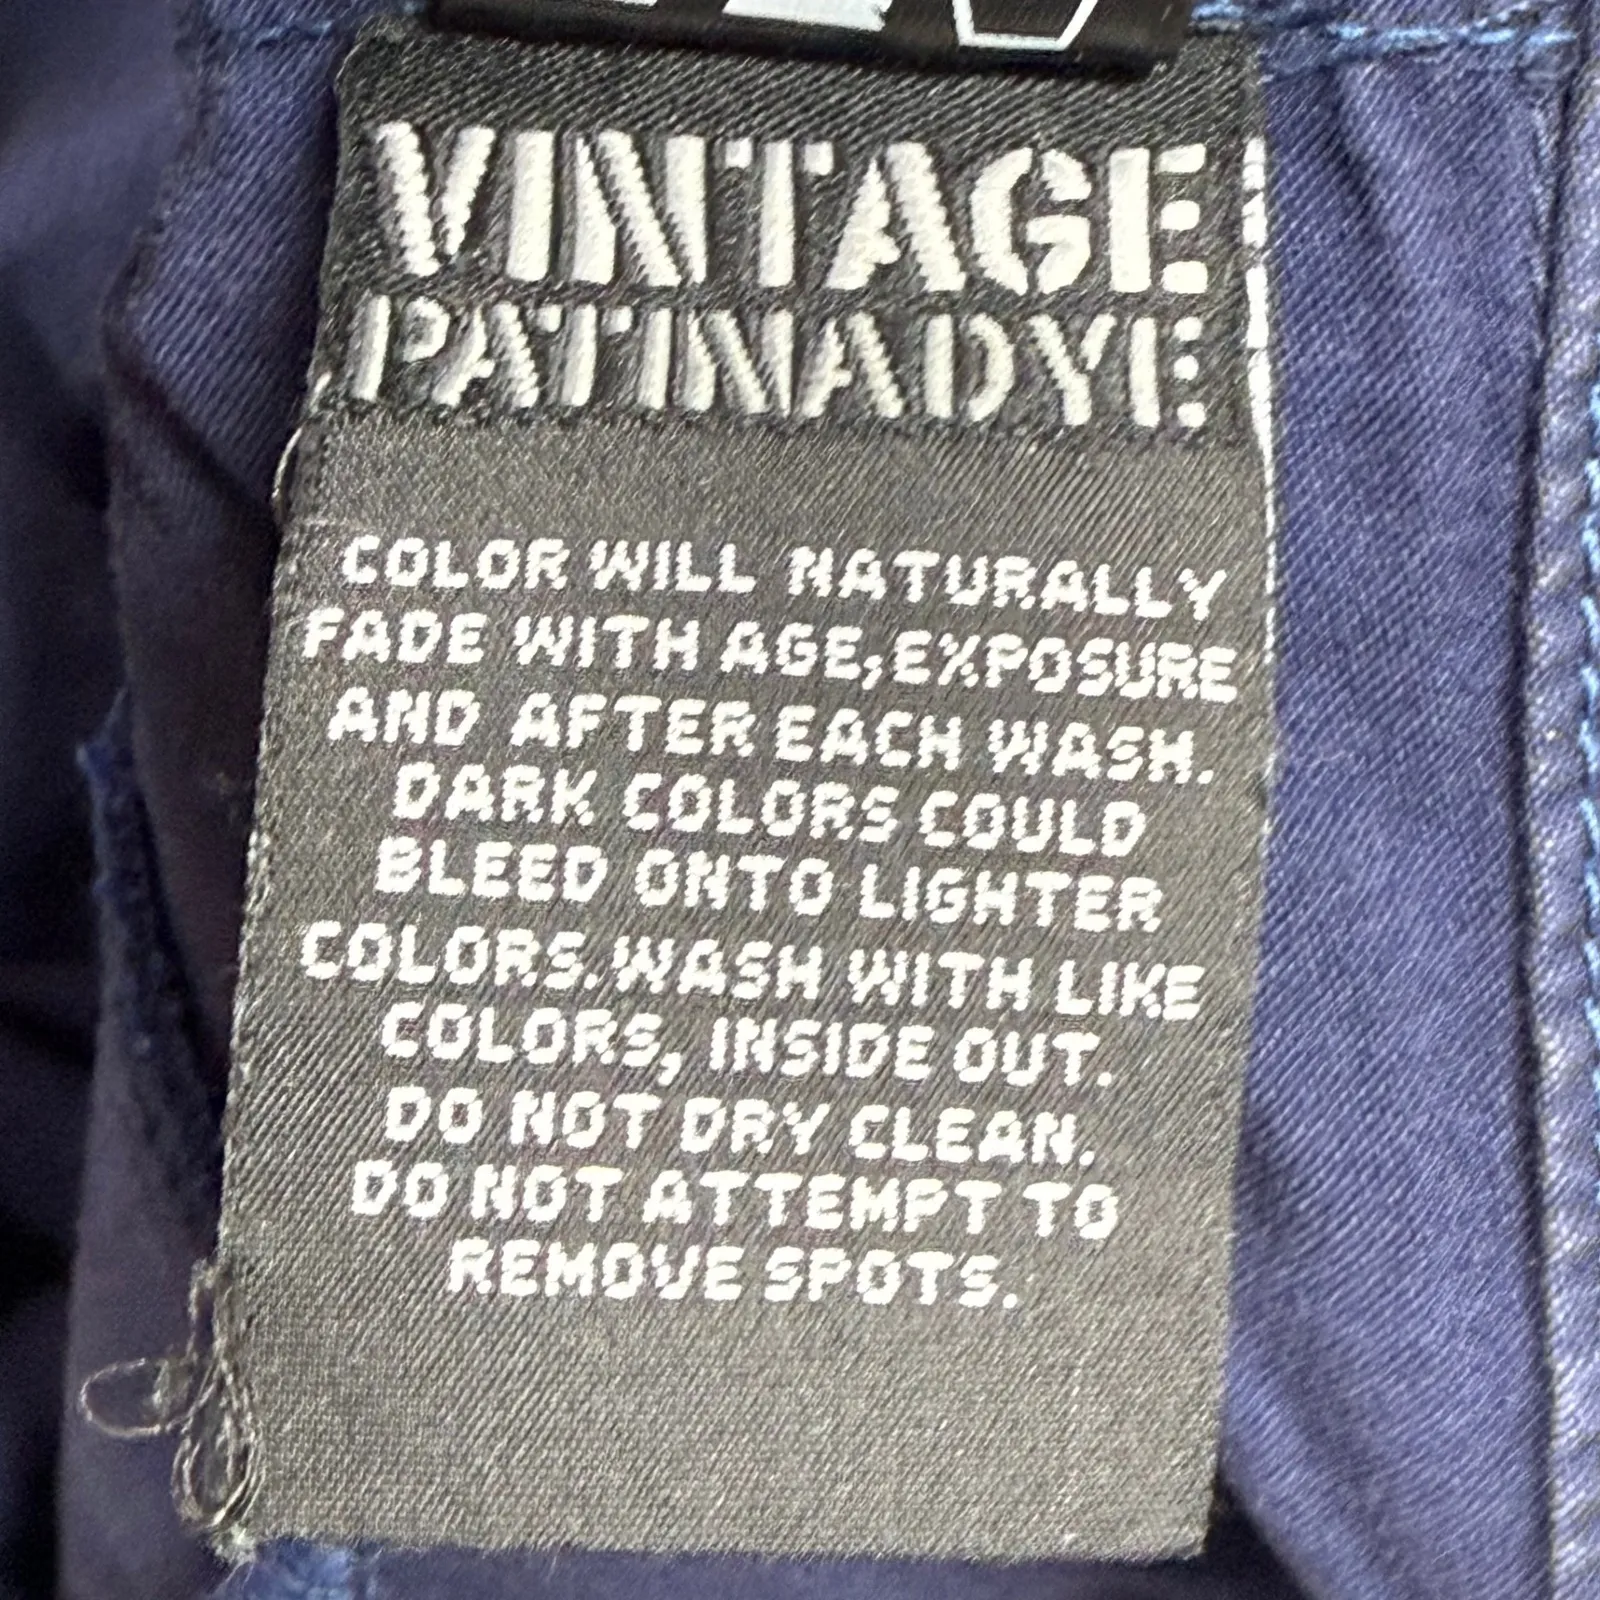 VINTAGE
PATINADYE
COLOR WILL NATURALLY
FADE WITH AGE,EXPOSURE
AND AFTER EACH WASH.
DARK COLORS COULD
BLEED ONTO LIGHTER
COLORS.WASH WITH LIKE
COLORS, INSIDE OUT.
DO NOT DRY CLEAN.
DO NOT ATTEMPT TO
REMOVE SPOTS.